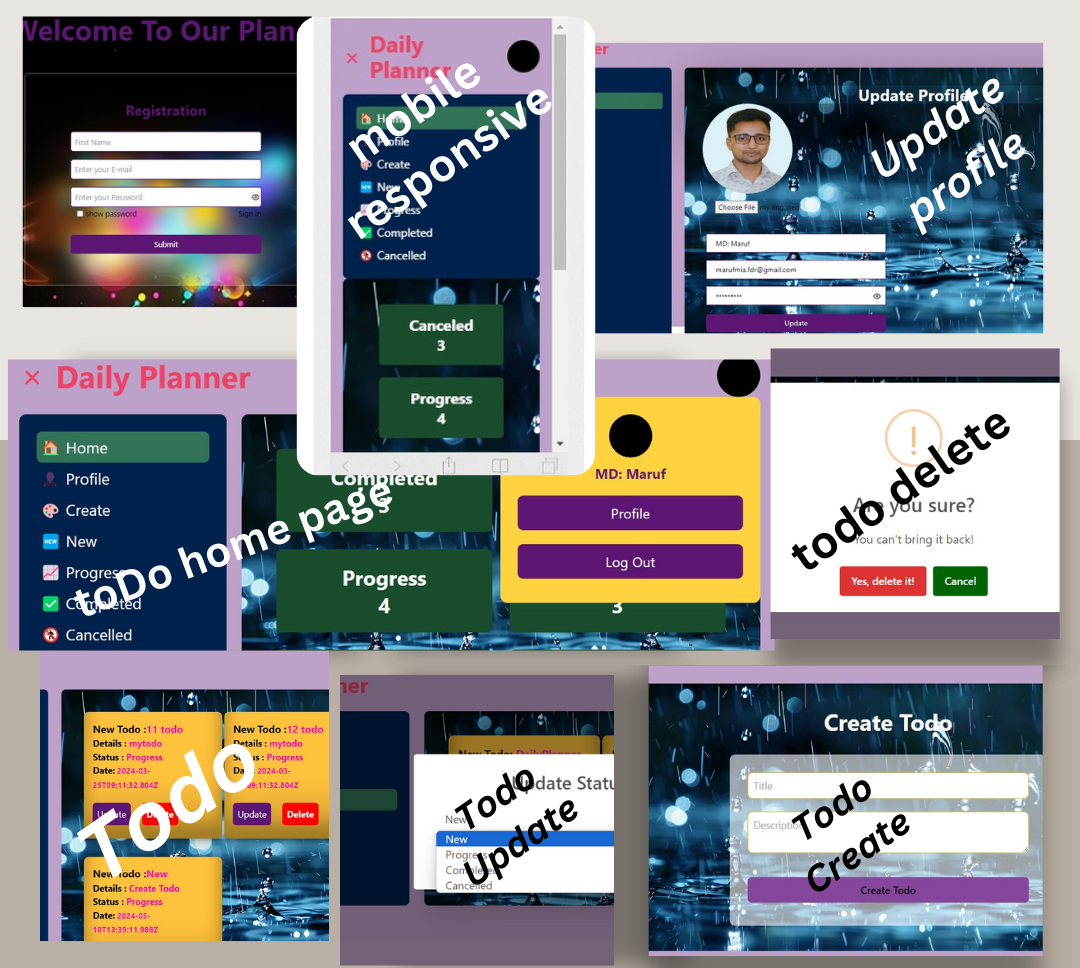 Welcome To Our Plan
Registration
First Name
Enter your E-mail
Enter your Password
show password
Sign in
Submit
Daily
Planner
Home
Profile
Create
New
Progress
Completed
Cancelled
Canceled
3
Progress
4
mobile
responsive
er
Update Profile
Choose File
MD: Maruf
marufmia.fdr@gmail.com
Update
Update
profile
Daily Planner
Home
Profile
Create
New
Progress
Completed
Cancelled
Completed
Progress
4
3
MD: Maruf
Profile
Log Out
toDo home page
!
Are you sure?
You can't bring it back!
Yes, delete it!
Cancel
todo delete
New Todo :11 todo
Details : mytodo
Status : Progress
Date: 2024-03-
25T09:11:32.804Z
Update
Delete
New Todo :12 todo
Details : mytodo
Status : Progress
Date: 2024-03-
Update
Delete
New Todo :New
Details : Create Todo
Status : Progress
Date: 2024-05-
10T13:39:11.988Z
Todo
ner
New Todo: DailyPlanner
Update Statu
New
New
Progress
Completed
Cancelled
Todo
Update
Create Todo
Title
Description
Create Todo
Todo
Create